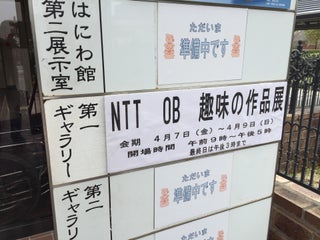 はにわ館
第二展示室
ただいま
準備中です
第一
ギャラリー
NTT OB 趣味の作品展
会期 4月7日(金)～4月9日(日)
開場時間 午前9時～午後5時
最終日は午後3時まで
第二
ギャラリー
ただいま
準備中です
ただいま